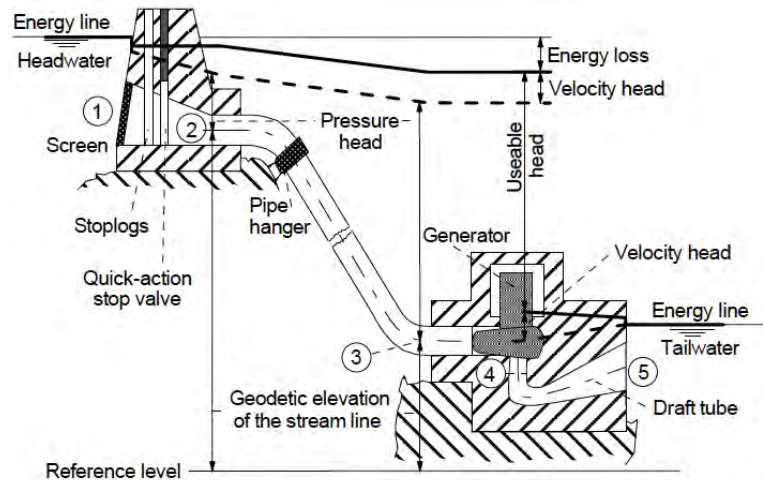 Energy line
Headwater
Energy loss
Velocity head
1
2
Screen
Pressure
head
Useable
head
Stoplogs
Pipe
hanger
Quick-action
stop valve
Generator
Velocity head
Energy line
Tailwater
3
4
5
Geodetic elevation
of the stream line
Draft tube
Reference level